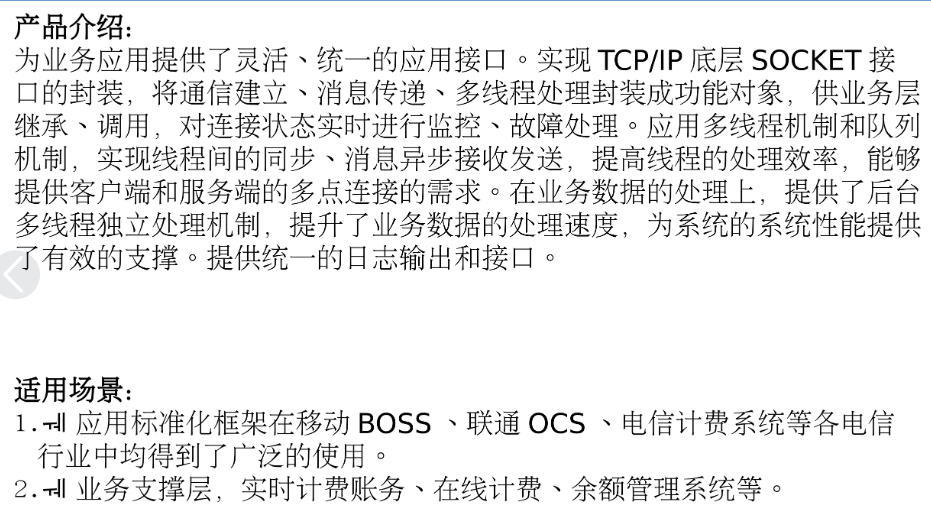 产品介绍：
为业务应用提供了灵活、统一的应用接口。实现 TCP/IP 底层 SOCKET 接
口的封装，将通信建立、消息传递、多线程处理封装成功能对象，供业务层
继承、调用，对连接状态实时进行监控、故障处理。应用多线程机制和队列
机制，实现线程间的同步、消息异步接收发送，提高线程的处理效率，能够
提供客户端和服务端的多点连接的需求。在业务数据的处理上，提供了后台
多线程独立处理机制，提升了业务数据的处理速度，为系统的系统性能提供
了有效的支撑。提供统一的日志输出和接口。
适用场景：
1. 应用标准化框架在移动 BOSS 、联通 OCS 、电信计费系统等各电信
行业中均得到了广泛的使用。
2. 业务支撑层，实时计费账务、在线计费、余额管理系统等。